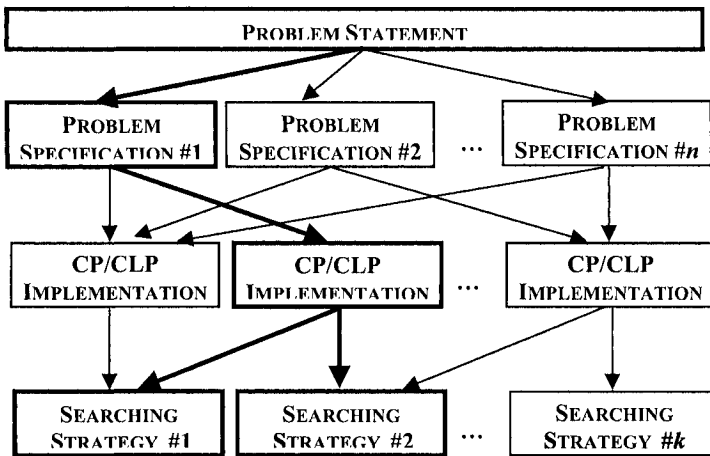 PROBLEM STATEMENT
PROBLEM
SPECIFICATION #1
PROBLEM
SPECIFICATION #2
...
PROBLEM
SPECIFICATION #n
CP/CLP
IMPLEMENTATION
CP/CLP
IMPLEMENTATION
...
CP/CLP
IMPLEMENTATION
SEARCHING
STRATEGY #1
SEARCHING
STRATEGY #2
...
SEARCHING
STRATEGY #k